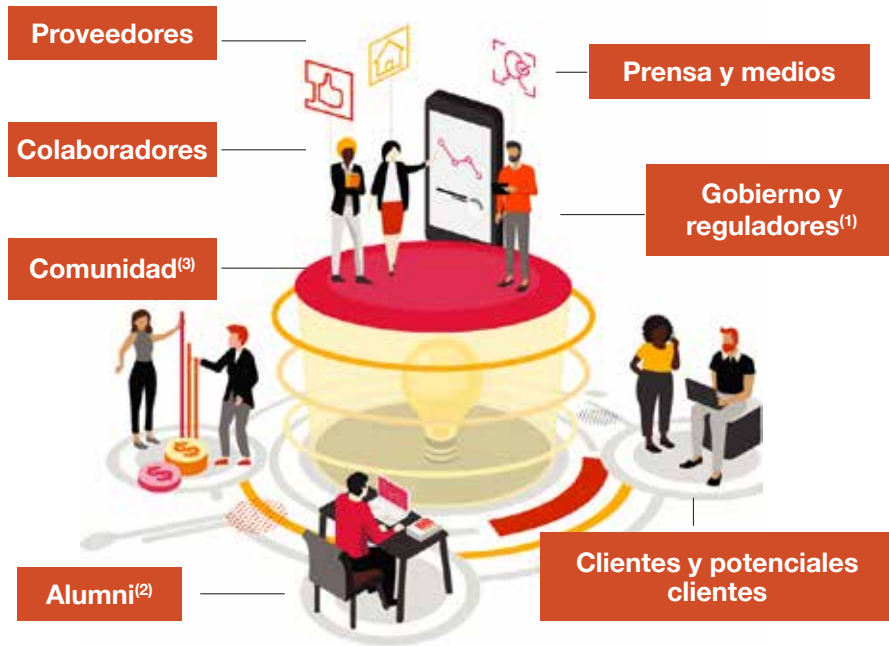 Proveedores
Prensa y medios
Colaboradores
Gobierno y
reguladores(1)
Comunidad(3)
Clientes y potenciales
clientes
Alumni(2)
$
$